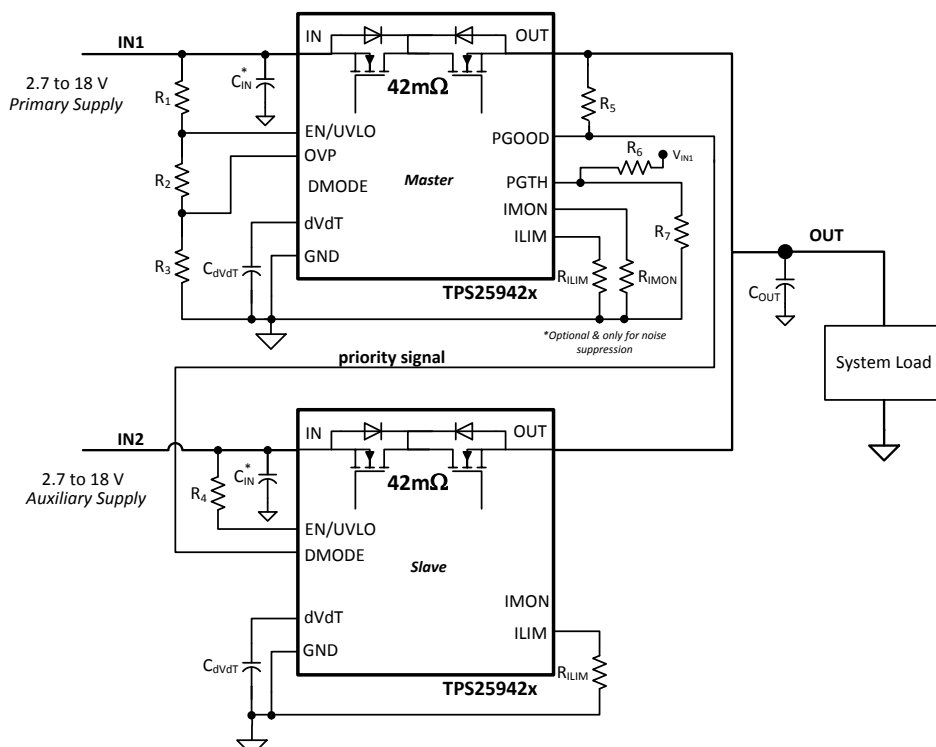 IN1
2.7 to 18 V
Primary Supply
R1
R2
R3
CIN*
IN
OUT
42mΩ
EN/UVLO
OVP
DMODE
dVdT
GND
Master
PGOOD
PGTH
IMON
ILIM
CdVdT
TPS25942x
R5
R6
VIN1
R7
RILIM
RIMON
*Optional & only for noise
suppression
OUT
COUT
System Load
priority signal
IN2
2.7 to 18 V
Auxiliary Supply
R4
CIN*
IN
OUT
42mΩ
EN/UVLO
DMODE
Slave
dVdT
GND
IMON
ILIM
CdVdT
RILIM
TPS25942x